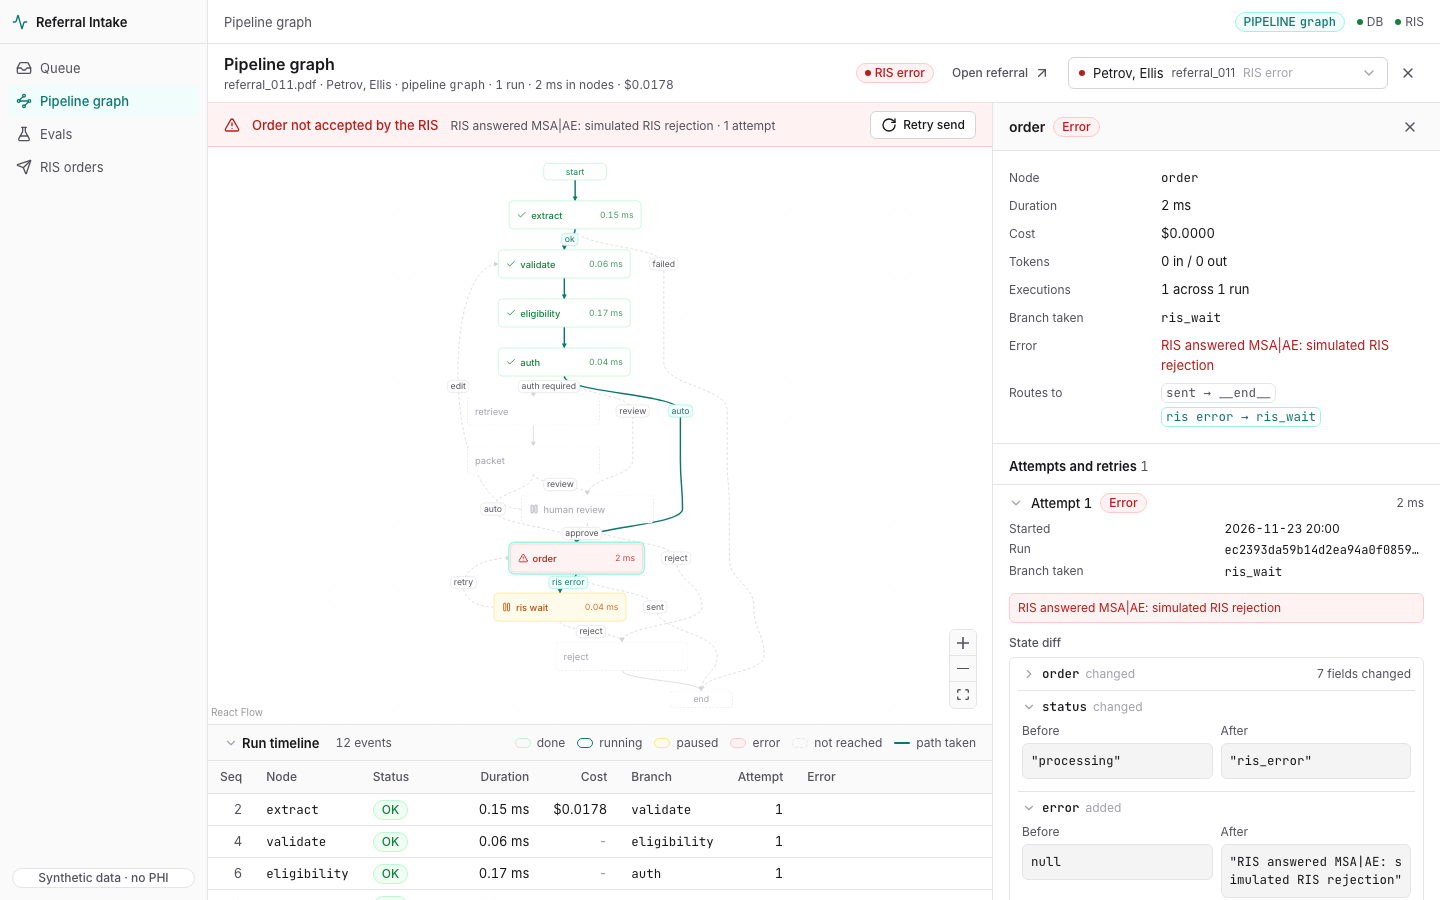 Referral Intake
Pipeline graph
PIPELINE graph
DB
RIS
Queue
Pipeline graph
Evals
RIS orders
Synthetic data · no PHI
Pipeline graph
referral_011.pdf · Petrov, Ellis · pipeline graph · 1 run · 2 ms in nodes · $0.0178
RIS error
Open referral
Petrov, Ellis referral_011 RIS error
Order not accepted by the RIS RIS answered MSA|AE: simulated RIS rejection · 1 attempt
Retry send
start
extract 0.15 ms
ok
validate 0.06 ms
failed
eligibility 0.17 ms
auth 0.04 ms
edit
auth required
retrieve
review
auto
packet
review
auto
human review
approve
order 2 ms
reject
retry
ris error
ris wait 0.04 ms
sent
reject
reject
end
React Flow
Run timeline 12 events
done
running
paused
error
not reached
path taken
Seq Node Status Duration Cost Branch Attempt Error
2 extract OK 0.15 ms $0.0178 validate 1
4 validate OK 0.06 ms - eligibility 1
6 eligibility OK 0.17 ms - auth 1
order Error
Node order
Duration 2 ms
Cost $0.0000
Tokens 0 in / 0 out
Executions 1 across 1 run
Branch taken ris_wait
Error RIS answered MSA|AE: simulated RIS
rejection
Routes to sent → __end__
ris error → ris_wait
Attempts and retries 1
Attempt 1 Error 2 ms
Started 2026-11-23 20:00
Run ec2393da59b14d2ea94a0f0859…
Branch taken ris_wait
RIS answered MSA|AE: simulated RIS rejection
State diff
order changed 7 fields changed
status changed
Before After
"processing" "ris_error"
error added
Before After
null "RIS answered MSA|AE: s
imulated RIS rejection"